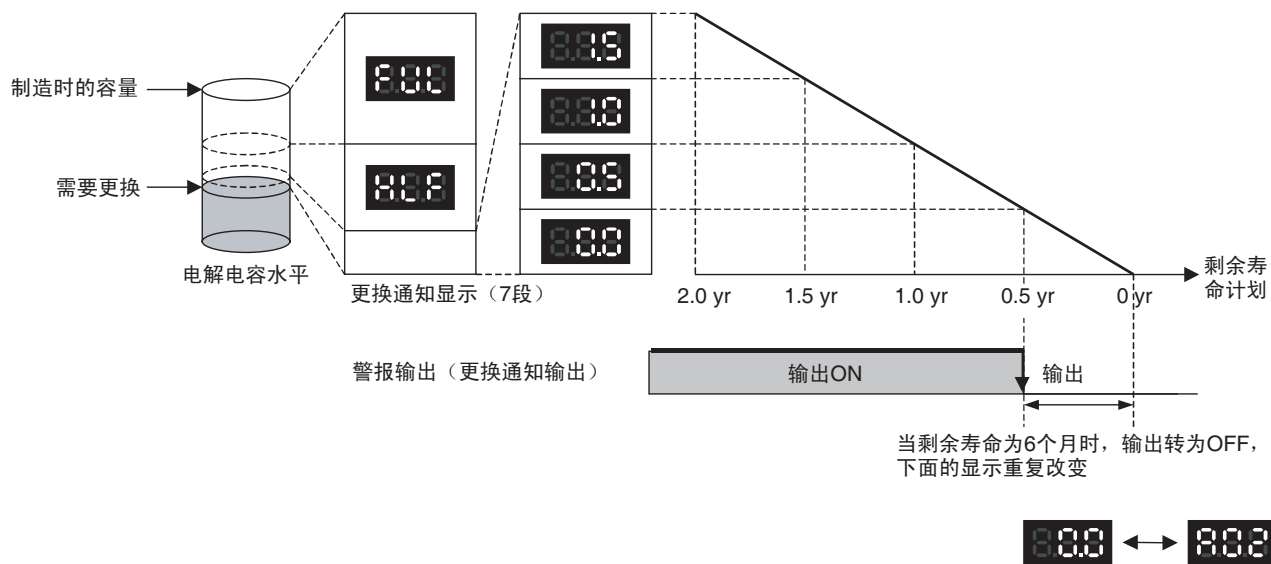 制造时的容量
需要更换
电解电容水平
FUL
HLF
更换通知显示（7段）
1.5
1.0
0.5
0.0
2.0 yr
1.5 yr
1.0 yr
0.5 yr
0 yr
剩余寿
命计划
警报输出（更换通知输出）
输出ON
输出
当剩余寿命为6个月时，输出转为OFF，
下面的显示重复改变
0.0
A02